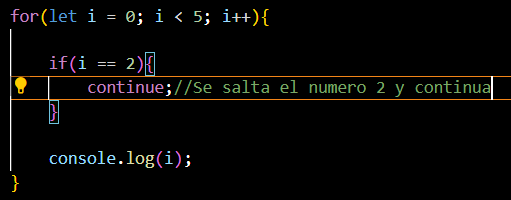 for(let i = 0; i < 5; i++){
if(i == 2){
continue;//Se salta el numero 2 y continua
}
console.log(i);
}